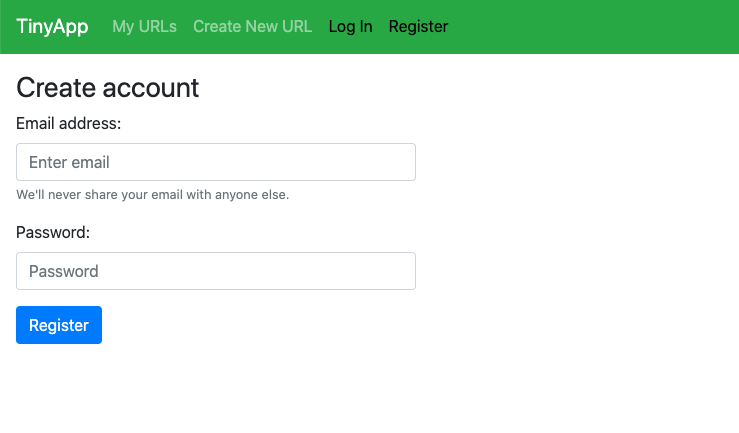 TinyApp My URLs Create New URL Log In Register
Create account
Email address:
Enter email
We'll never share your email with anyone else.
Password:
Password
Register